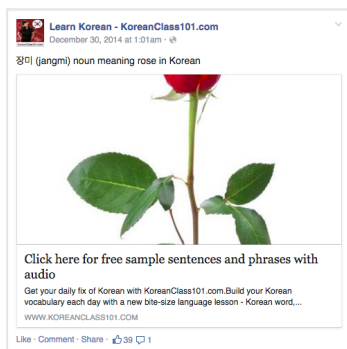 Learn Korean - KoreanClass101.com
December 30, 2014 at 1:01am ·
장미 (jangmi) noun meaning rose in Korean
Click here for free sample sentences and phrases with
audio
Get your daily fix of Korean with KoreanClass101.com.Build your Korean
vocabulary each day with a new bite-size language lesson - Korean word,...
WWW.KOREANCLASS101.COM
Like · Comment · Share · 39 1